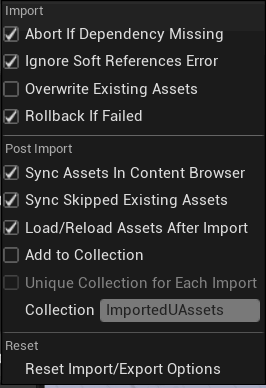 Import
Abort If Dependency Missing
Ignore Soft References Error
Overwrite Existing Assets
Rollback If Failed
Post Import
Sync Assets In Content Browser
Sync Skipped Existing Assets
Load/Reload Assets After Import
Add to Collection
Unique Collection for Each Import
Collection ImportedUAssets
Reset
Reset Import/Export Options